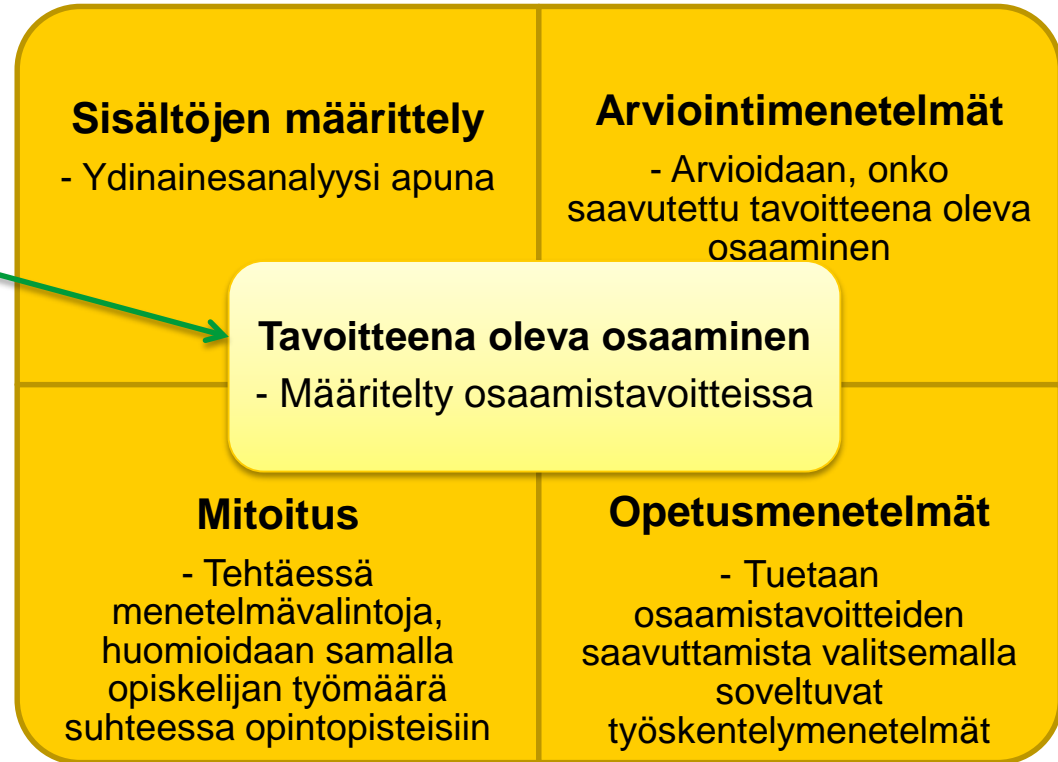 Sisältöjen määrittely
- Ydinainesanalyysi apuna
Arviointimenetelmät
- Arvioidaan, onko
saavutettu tavoitteena oleva
osaaminen
Tavoitteena oleva osaaminen
- Määritelty osaamistavoitteissa
Mitoitus
- Tehtäessä
menetelmävalintoja,
huomioidaan samalla
opiskelijan työmäärä
suhteessa opintopisteisiin
Opetusmenetelmät
- Tuetaan
osaamistavoitteiden
saavuttamista valitsemalla
soveltuvat
työskentelymenetelmät